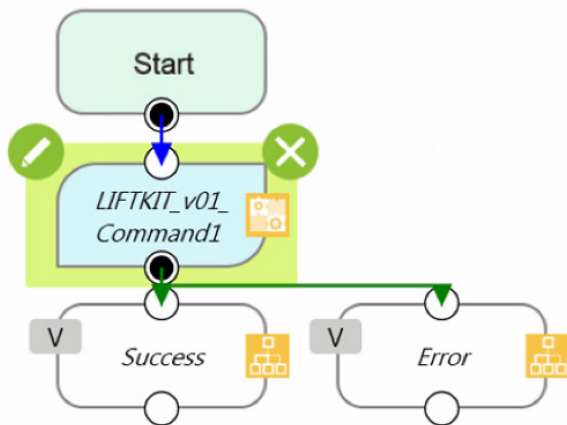 Start
LIFTKIT_v01_
Command1
V
Success
V
Error